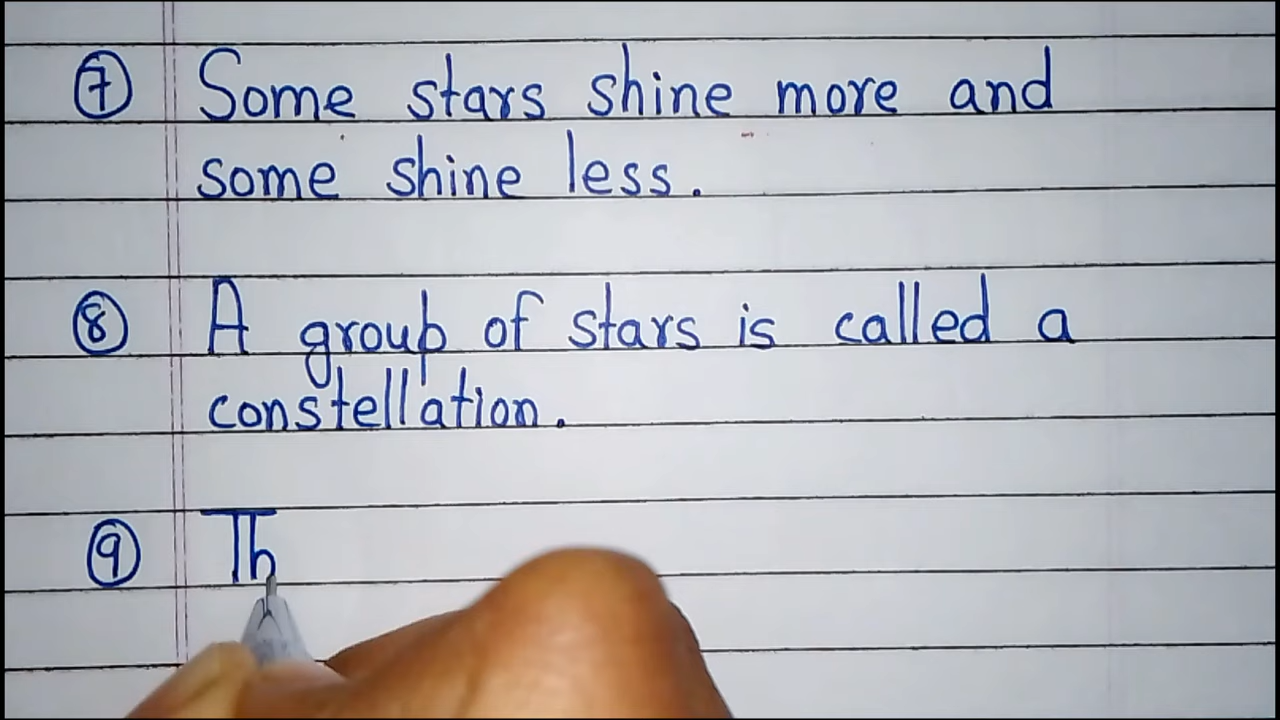 ⑦ Some stars shine more and
some shine less.
⑧ A group of stars is called a
constellation.
⑨ Th